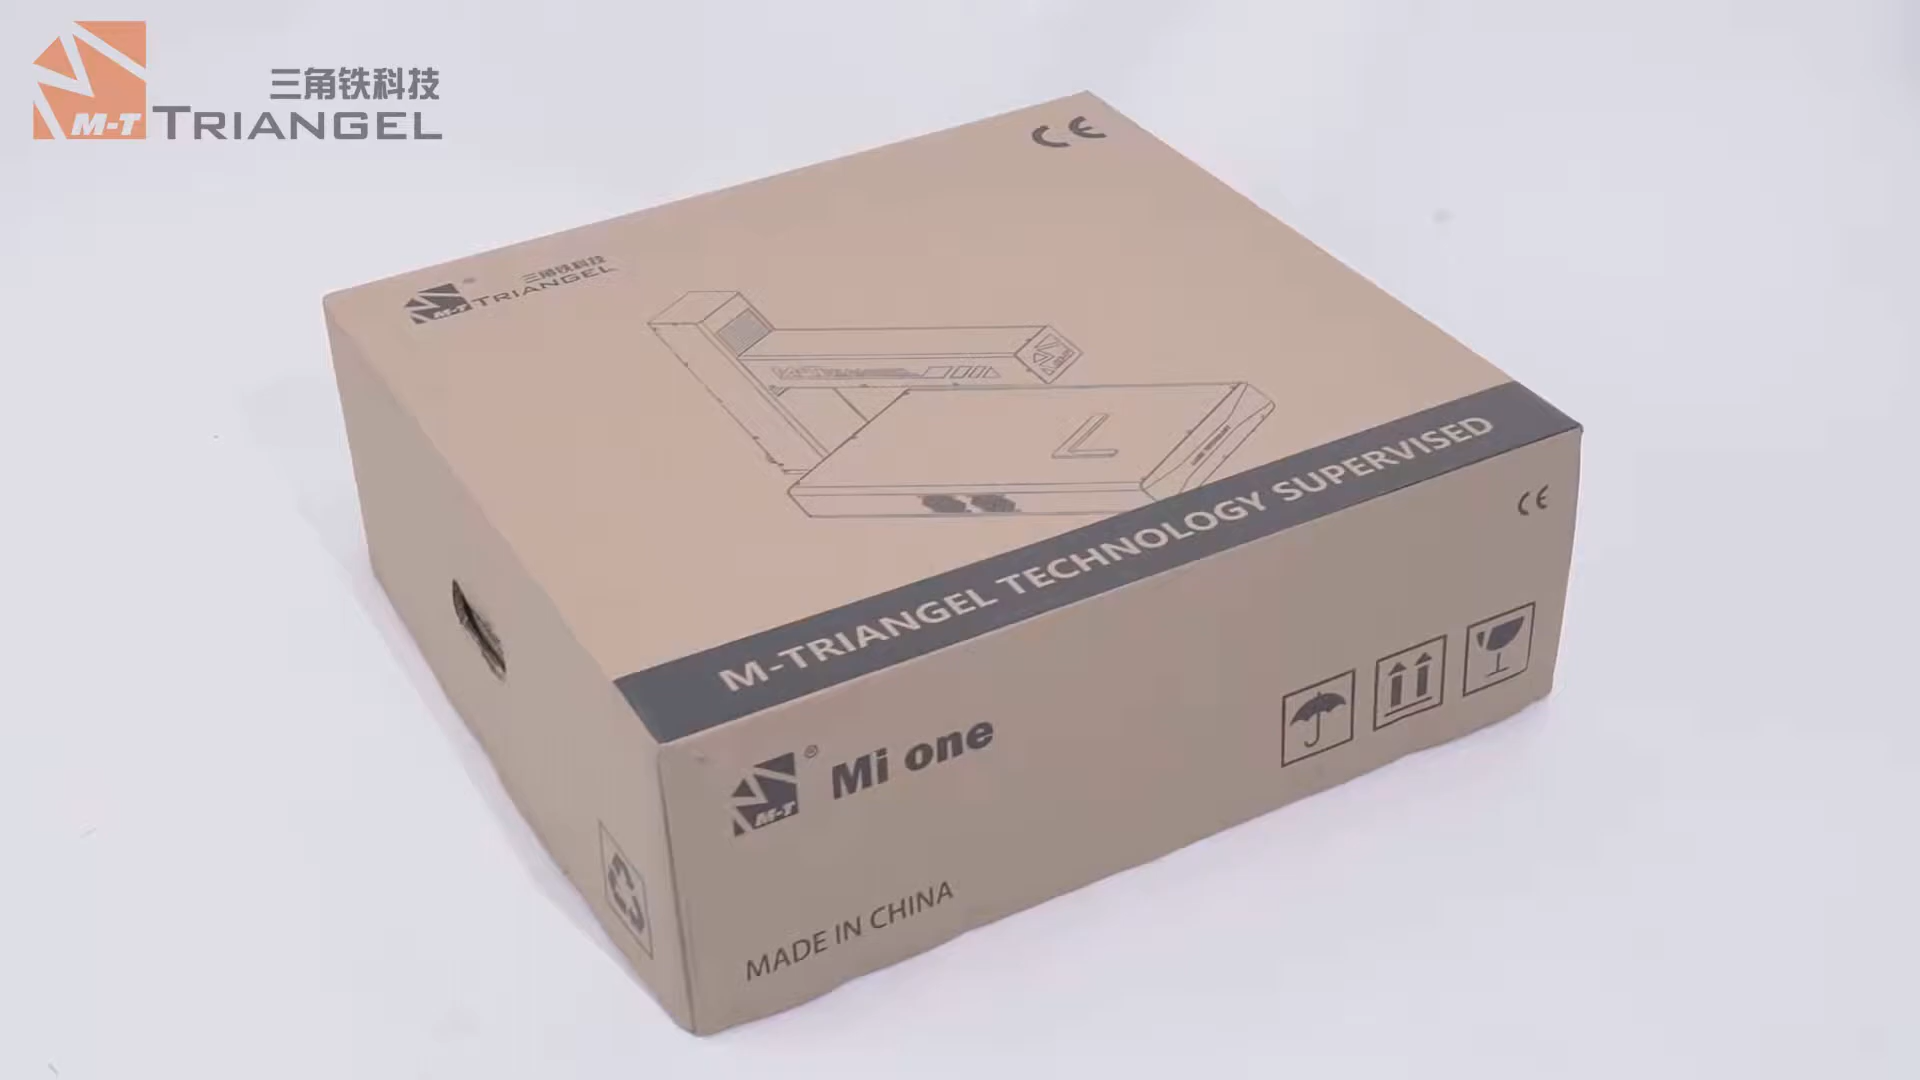 三角铁科技
M-T TRIANGEL
CE
三角铁科技
M-T ® TRIANGEL
M-TRIANGEL TECHNOLOGY SUPERVISED
CE
M-T ® Mi one
MADE IN CHINA